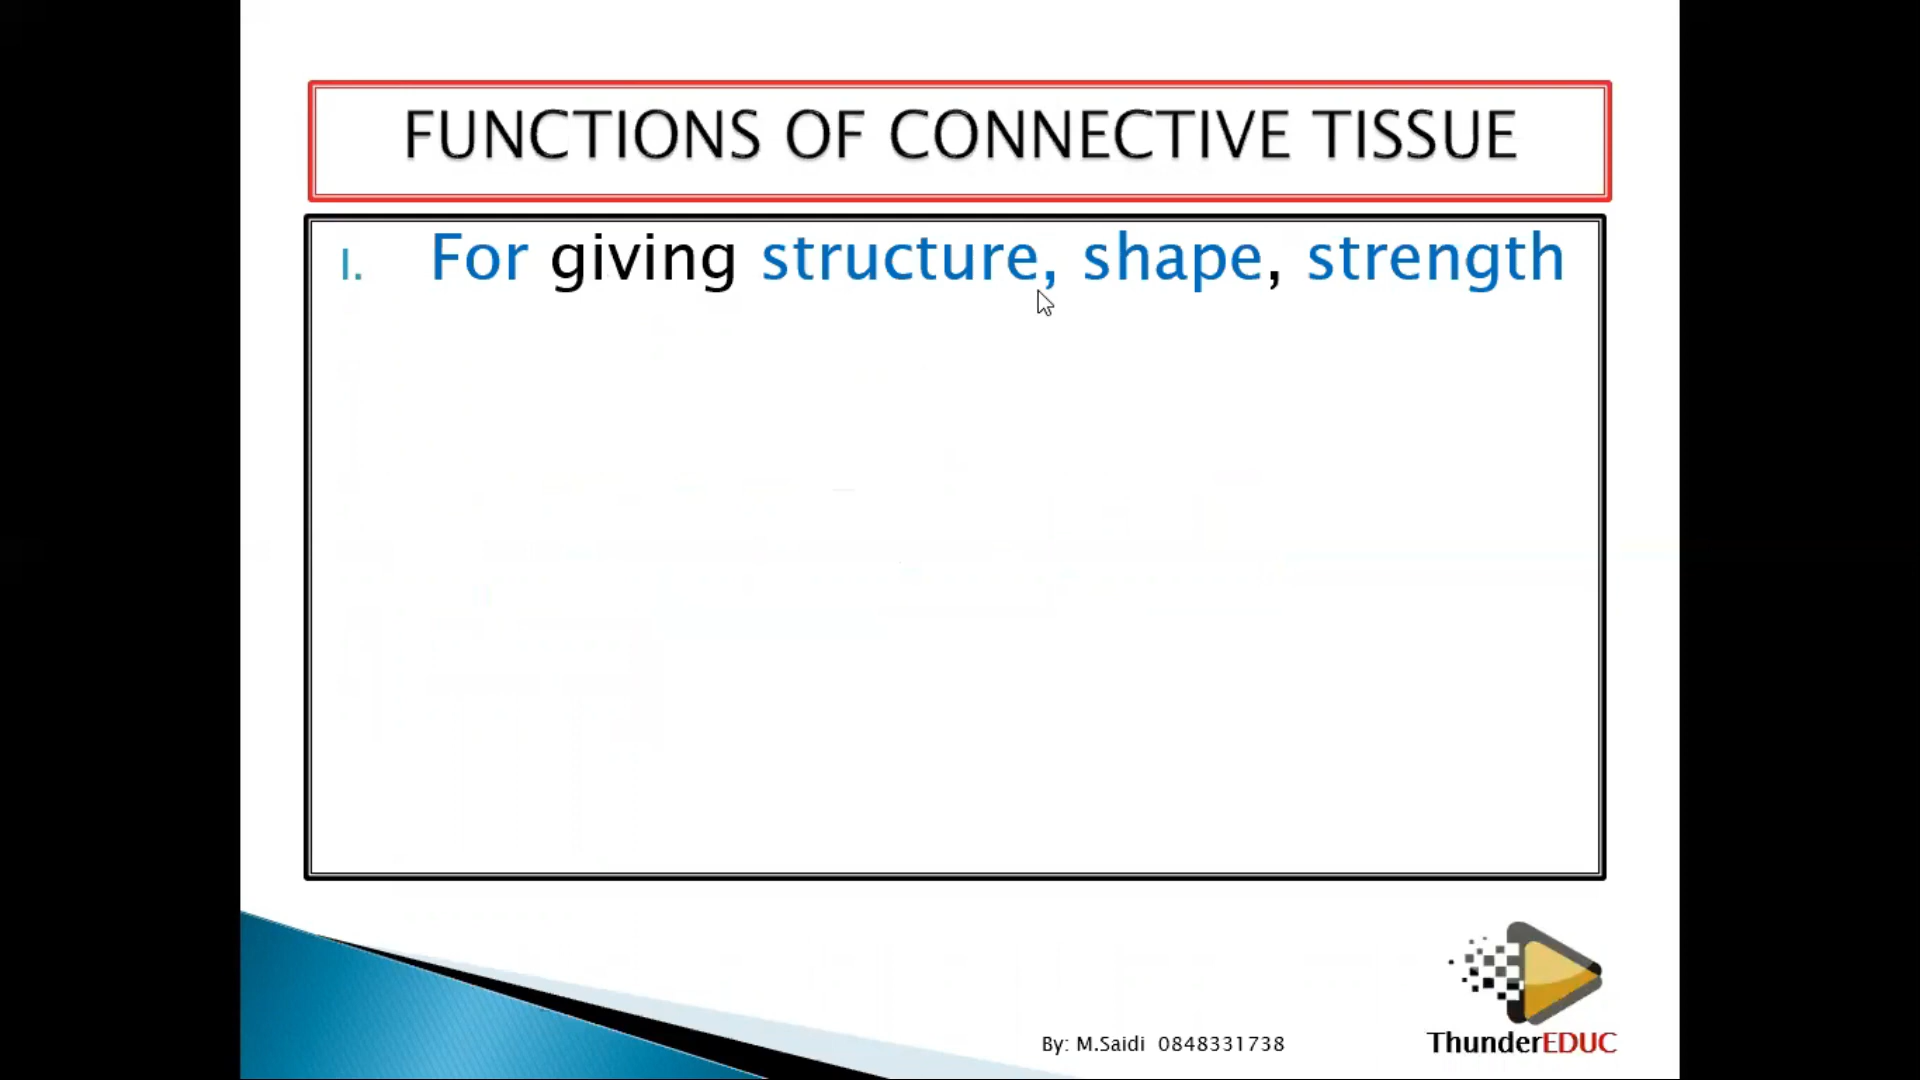 FUNCTIONS OF CONNECTIVE TISSUE
I. For giving structure, shape, strength
By: M.Saidi 0848331738
ThunderEDUC